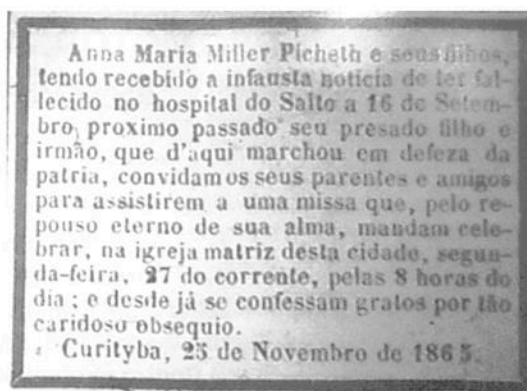 Anna Maria Miller Picheth e seus filhos,
tendo recebido a infausta noticia de ter fal-
lecido no hospital do Salto a 16 de Setem-
bro, proximo passado seu presado filho e
irmão, que d'aqui marchou em defeza da
patria, convidamos seus parentes e amigos
para assistirem a uma missa que, pelo re-
pouso eterno de sua alma, mandam cele-
brar, na igreja matriz desta cidade, segun-
da-feira, 27 do corrente, pelas 8 horas do
dia; e desde já se confessam gratos por tão
caridoso obsequio.
Curityba, 25 de Novembro de 1865.